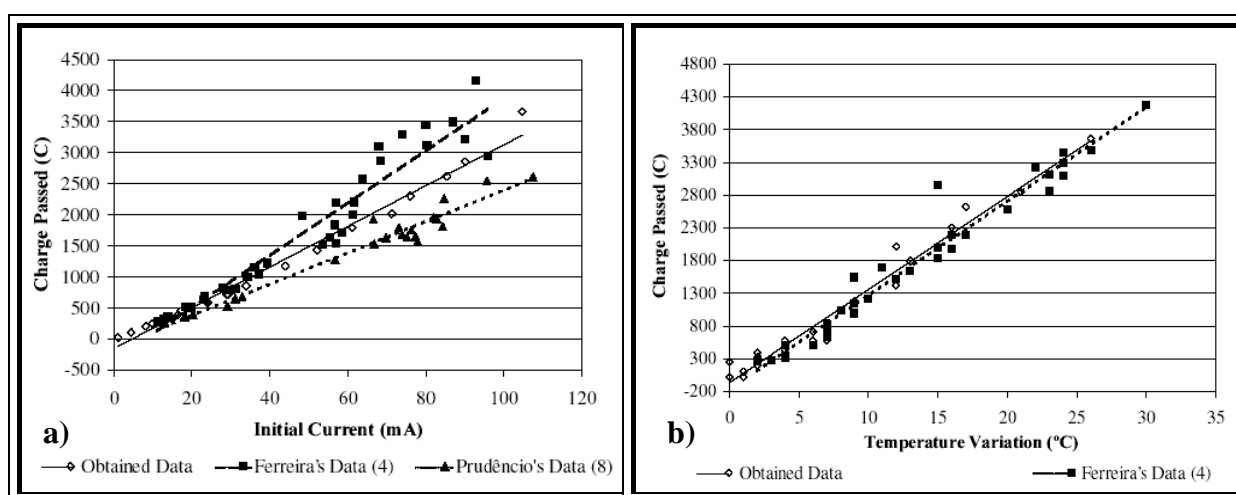 4500
4000
3500
3000
2500
2000
1500
1000
500
0
-500
Charge Passed (C)
0 20 40 60 80 100 120
Initial Current (mA)
a)
Obtained Data Ferreira's Data (4) Prudêncio's Data (8)
4800
4300
3800
3300
2800
2300
1800
1300
800
300
-200
Charge Passed (C)
0 5 10 15 20 25 30 35
Temperature Variation (ºC)
b)
Obtained Data Ferreira's Data (4)